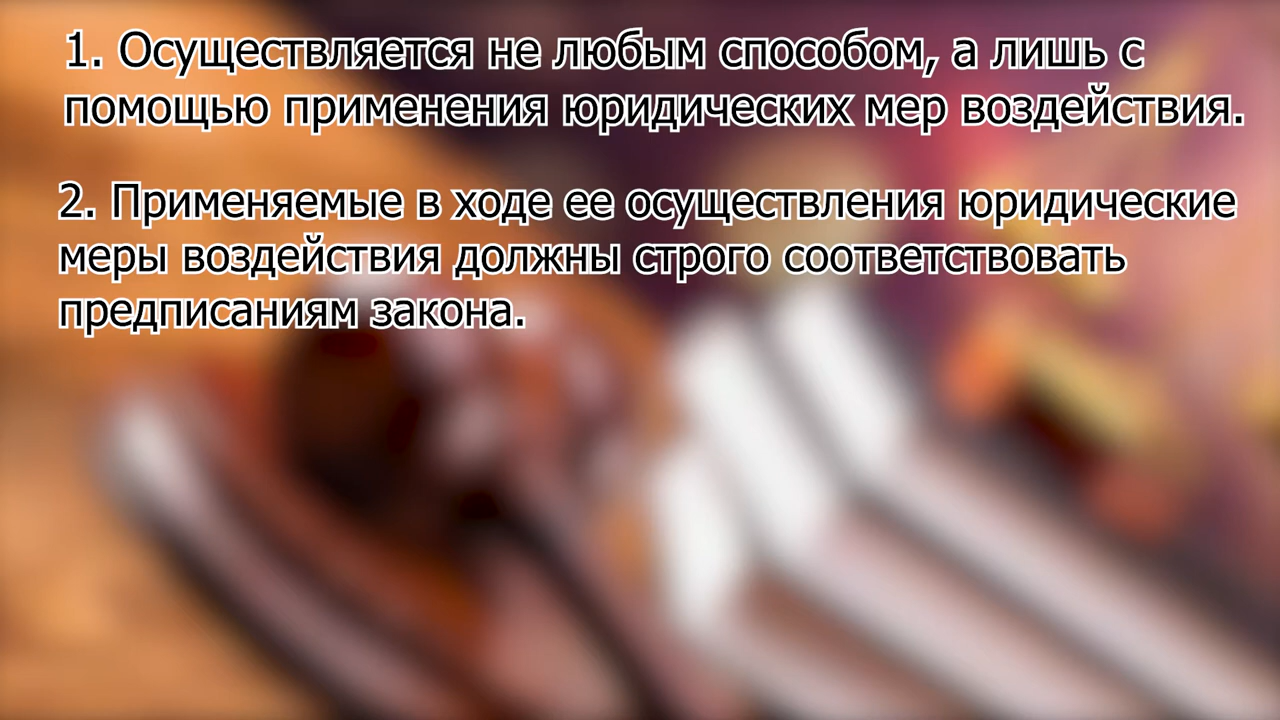 1. Осуществляется не любым способом, а лишь с
помощью применения юридических мер воздействия.
2. Применяемые в ходе ее осуществления юридические
меры воздействия должны строго соответствовать
предписаниям закона.